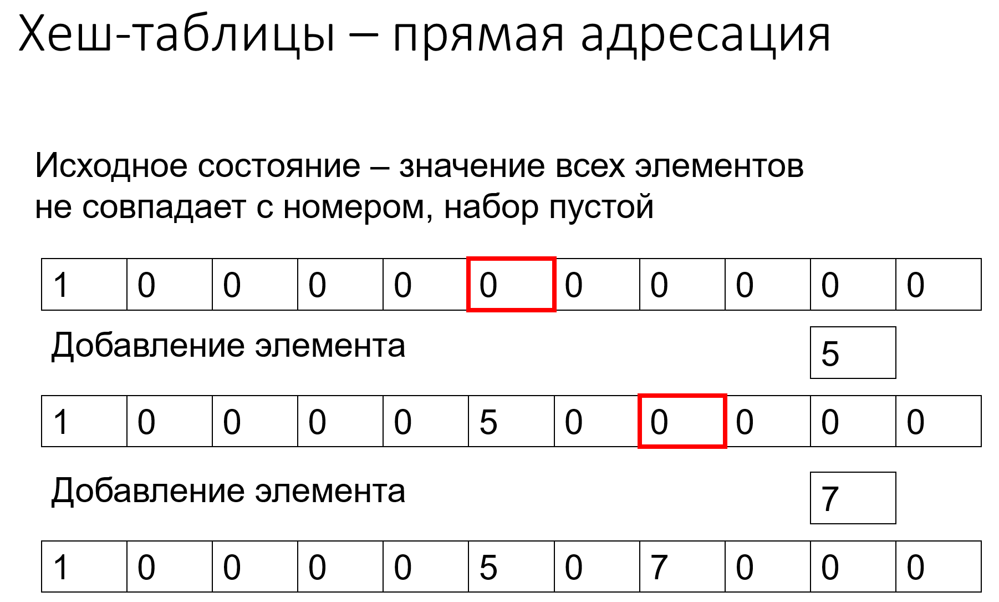 Хеш-таблицы – прямая адресация
Исходное состояние – значение всех элементов
не совпадает с номером, набор пустой
1 0 0 0 0 0 0 0 0 0 0
Добавление элемента 5
1 0 0 0 0 5 0 0 0 0 0
Добавление элемента 7
1 0 0 0 0 5 0 7 0 0 0